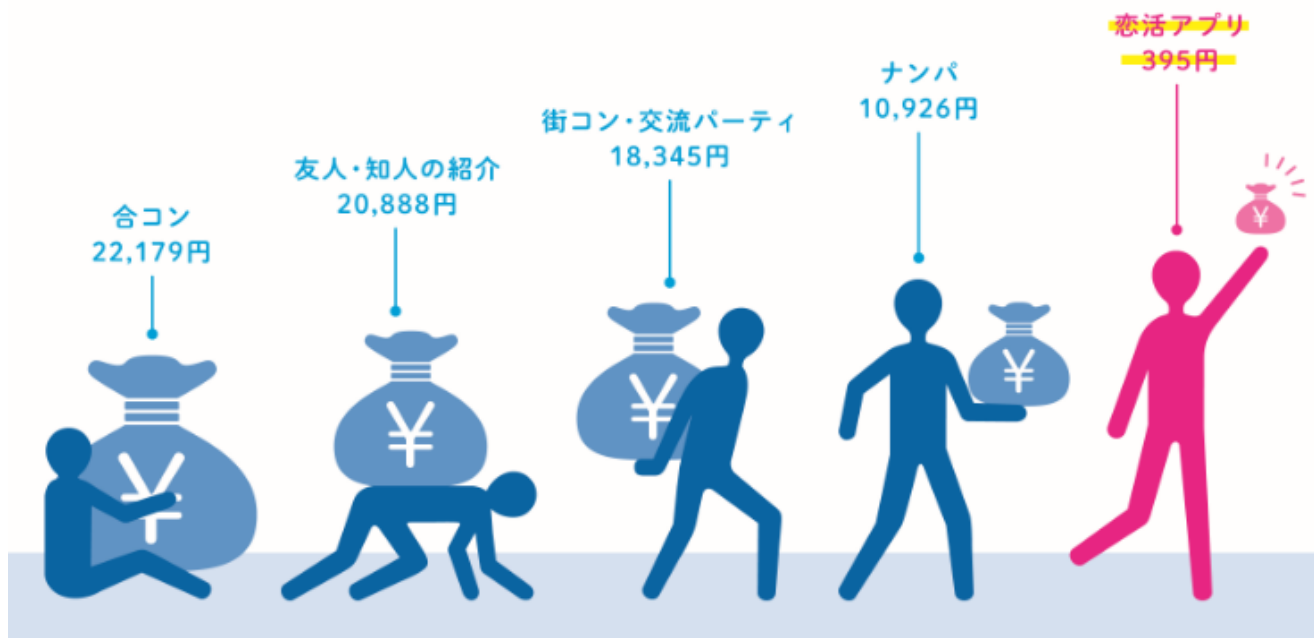 合コン
22,179円
友人・知人の紹介
20,888円
街コン・交流パーティ
18,345円
ナンパ
10,926円
恋活アプリ
395円
¥
¥
¥
¥
¥